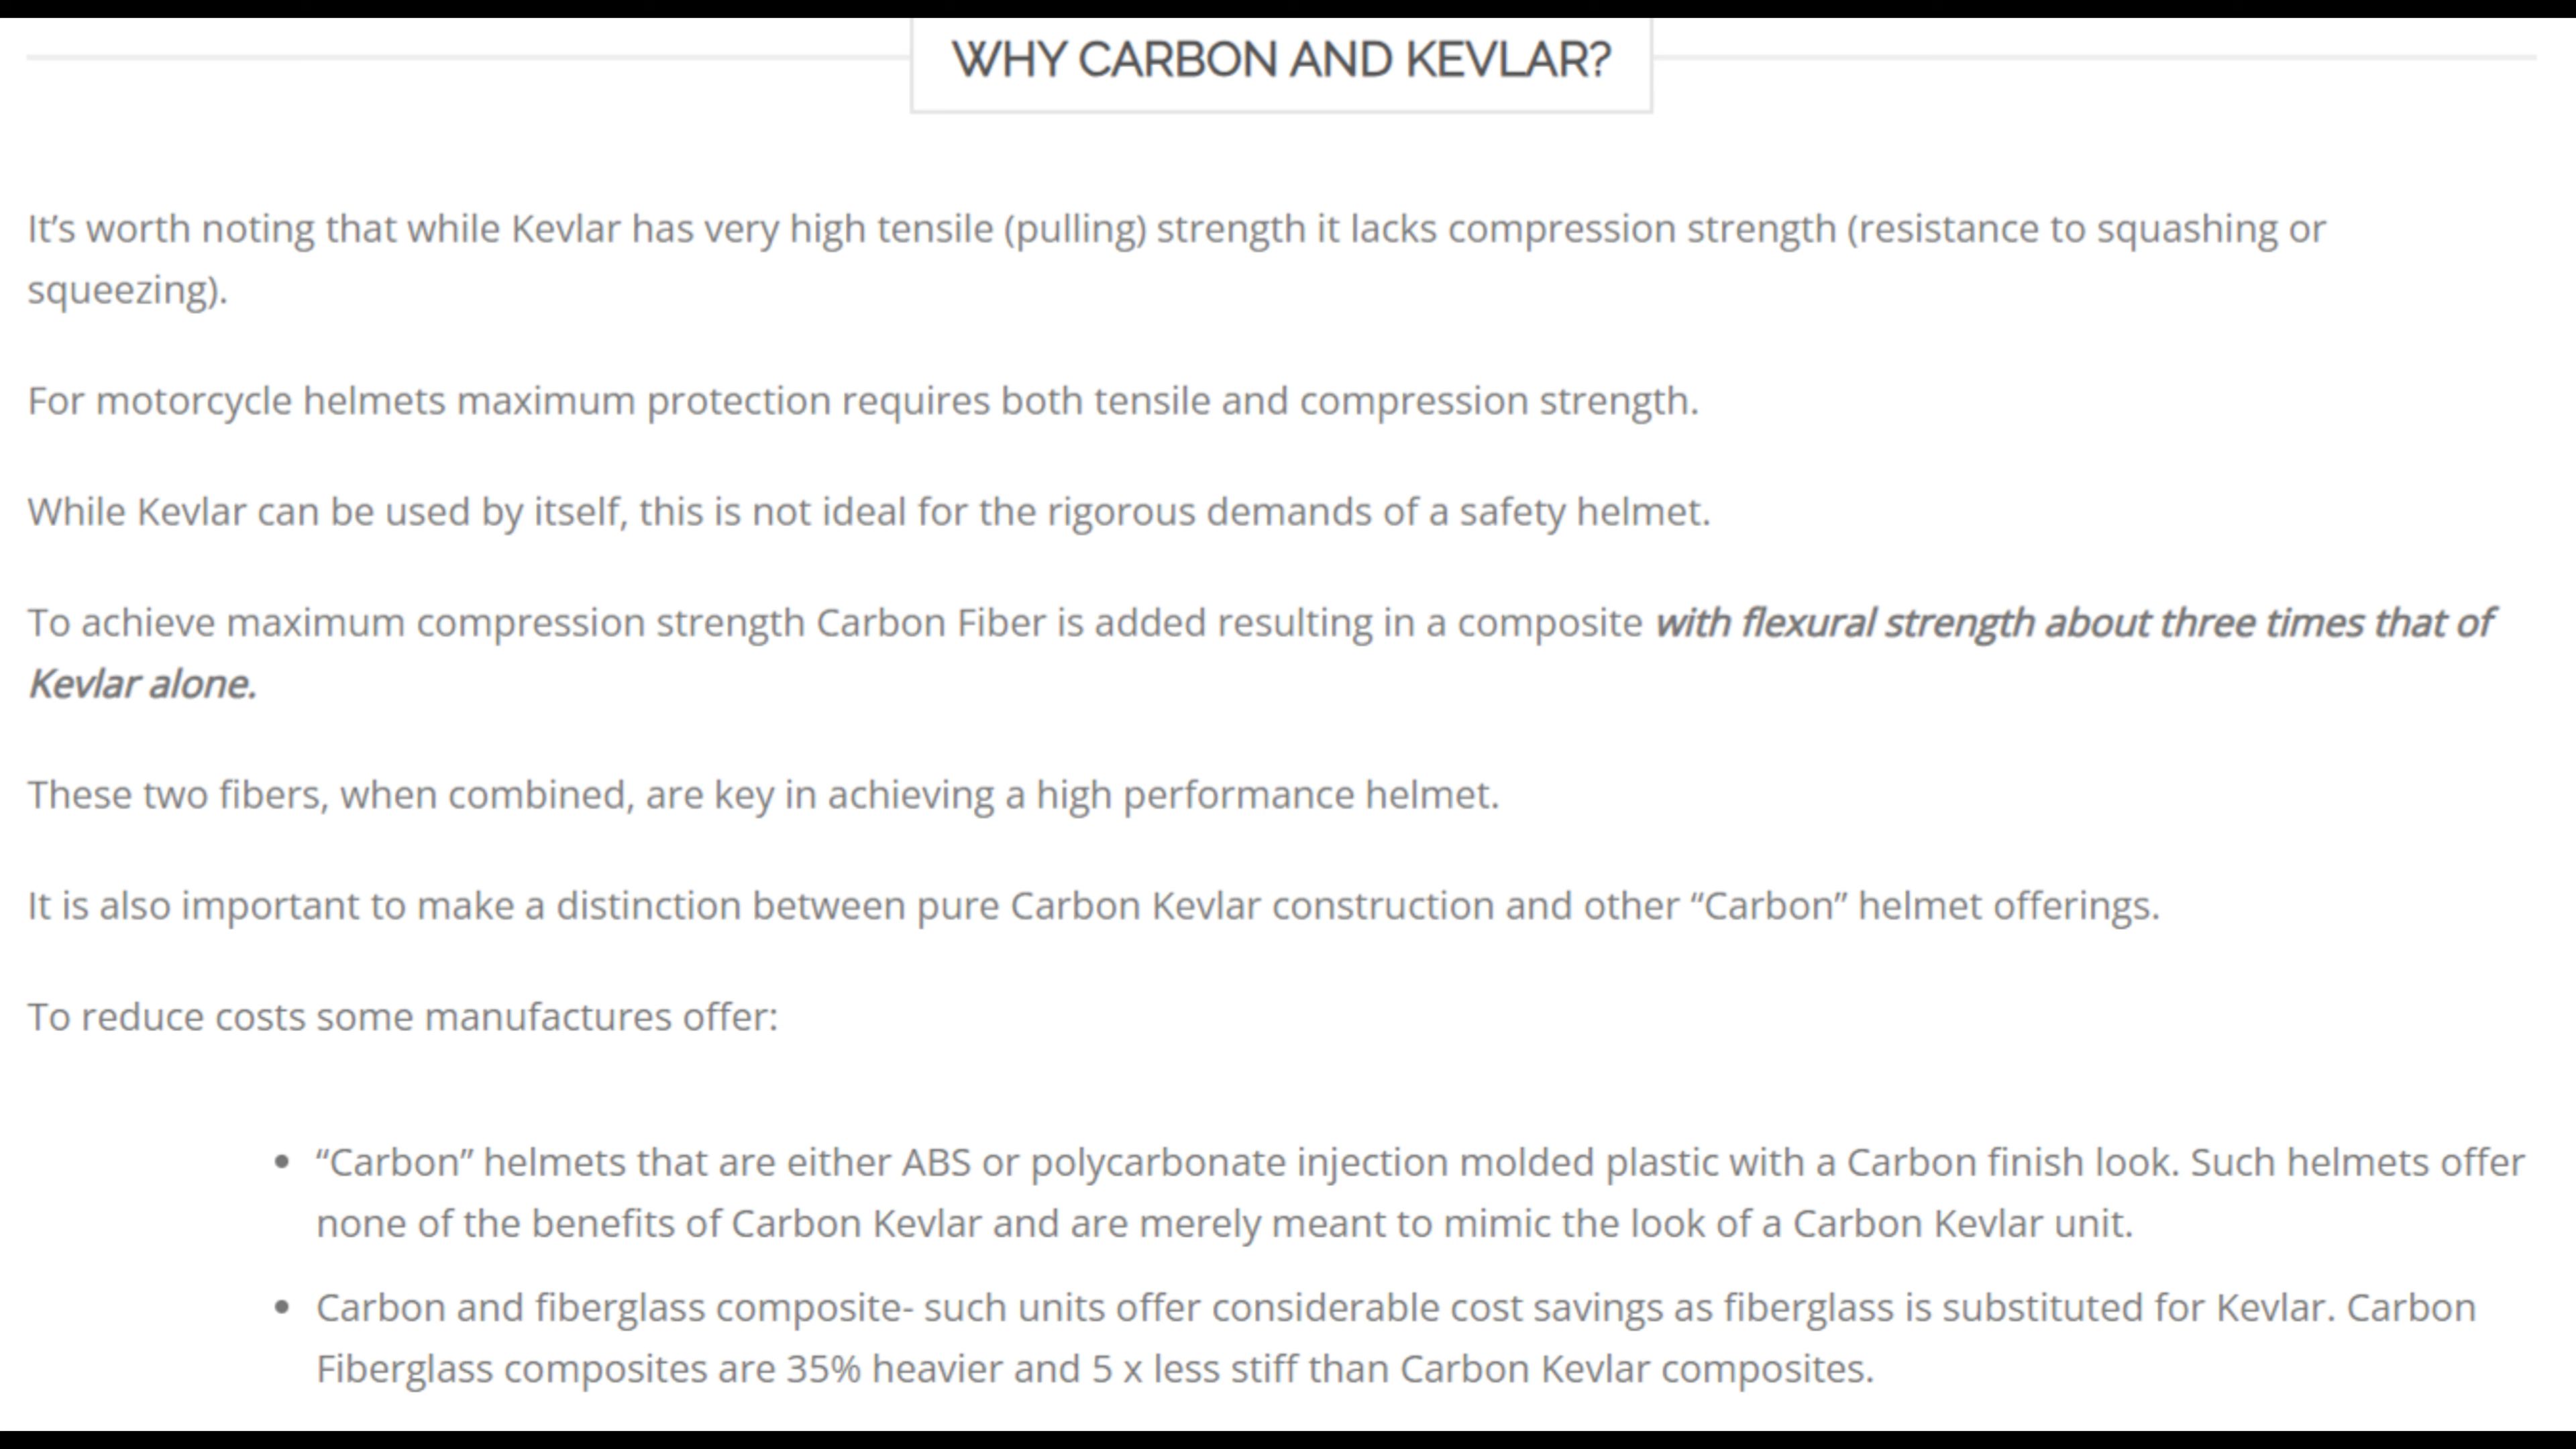 WHY CARBON AND KEVLAR?
It’s worth noting that while Kevlar has very high tensile (pulling) strength it lacks compression strength (resistance to squashing or
squeezing).
For motorcycle helmets maximum protection requires both tensile and compression strength.
While Kevlar can be used by itself, this is not ideal for the rigorous demands of a safety helmet.
To achieve maximum compression strength Carbon Fiber is added resulting in a composite with flexural strength about three times that of
Kevlar alone.
These two fibers, when combined, are key in achieving a high performance helmet.
It is also important to make a distinction between pure Carbon Kevlar construction and other “Carbon” helmet offerings.
To reduce costs some manufactures offer:
• “Carbon” helmets that are either ABS or polycarbonate injection molded plastic with a Carbon finish look. Such helmets offer
none of the benefits of Carbon Kevlar and are merely meant to mimic the look of a Carbon Kevlar unit.
• Carbon and fiberglass composite- such units offer considerable cost savings as fiberglass is substituted for Kevlar. Carbon
Fiberglass composites are 35% heavier and 5 x less stiff than Carbon Kevlar composites.